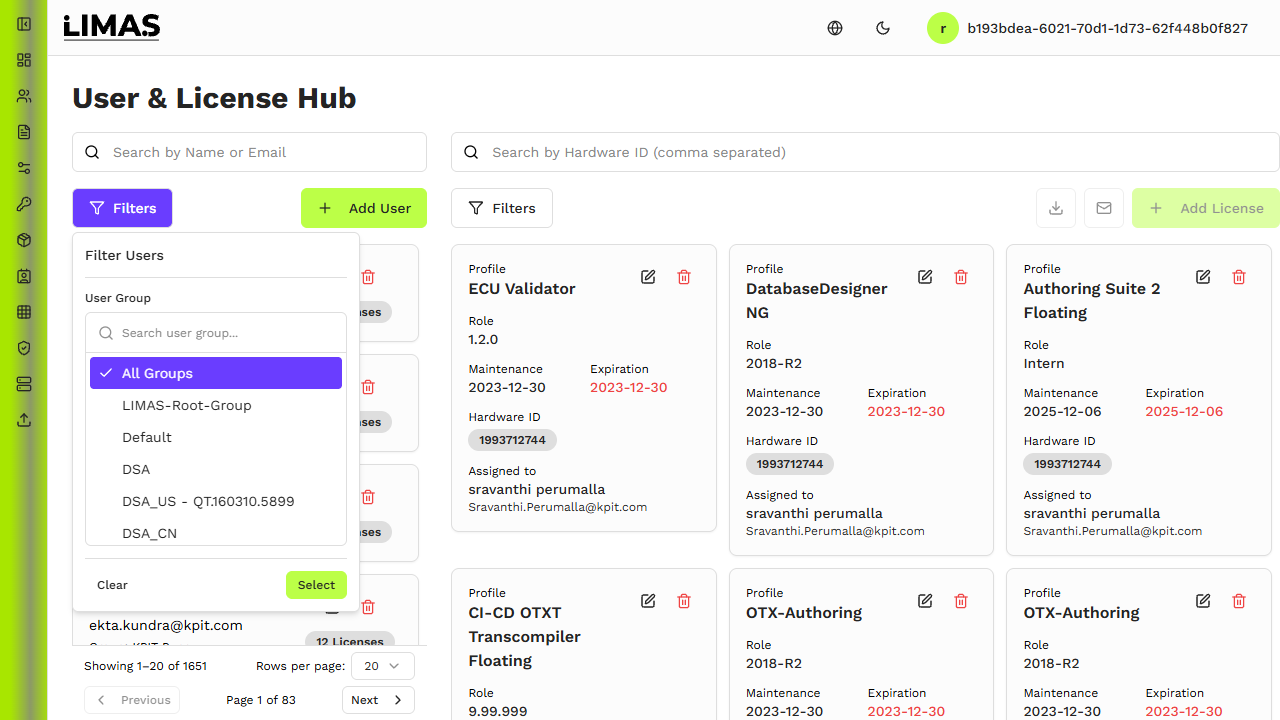 LIMAS
r
b193bdea-6021-70d1-1d73-62f448b0f827
User & License Hub
Search by Name or Email
Search by Hardware ID (comma separated)
Filters
Add User
Filters
Add License
Filter Users
User Group
Search user group...
All Groups
LIMAS-Root-Group
Default
DSA
DSA_US - QT.160310.5899
DSA_CN
Clear
Select
ekta.kundra@kpit.com
12 Licenses
Showing 1–20 of 1651
Rows per page:
20
Previous
Page 1 of 83
Next
Profile
ECU Validator
Role
1.2.0
Maintenance
Expiration
2023-12-30
2023-12-30
Hardware ID
1993712744
Assigned to
sravanthi perumalla
Sravanthi.Perumalla@kpit.com
Profile
DatabaseDesigner
NG
Role
2018-R2
Maintenance
Expiration
2023-12-30
2023-12-30
Hardware ID
1993712744
Assigned to
sravanthi perumalla
Sravanthi.Perumalla@kpit.com
Profile
Authoring Suite 2
Floating
Role
Intern
Maintenance
Expiration
2025-12-06
2025-12-06
Hardware ID
1993712744
Assigned to
sravanthi perumalla
Sravanthi.Perumalla@kpit.com
Profile
CI-CD OTXT
Transcompiler
Floating
Role
9.99.999
Profile
OTX-Authoring
Role
2018-R2
Maintenance
Expiration
2023-12-30
2023-12-30
Profile
OTX-Authoring
Role
2018-R2
Maintenance
Expiration
2023-12-30
2023-12-30